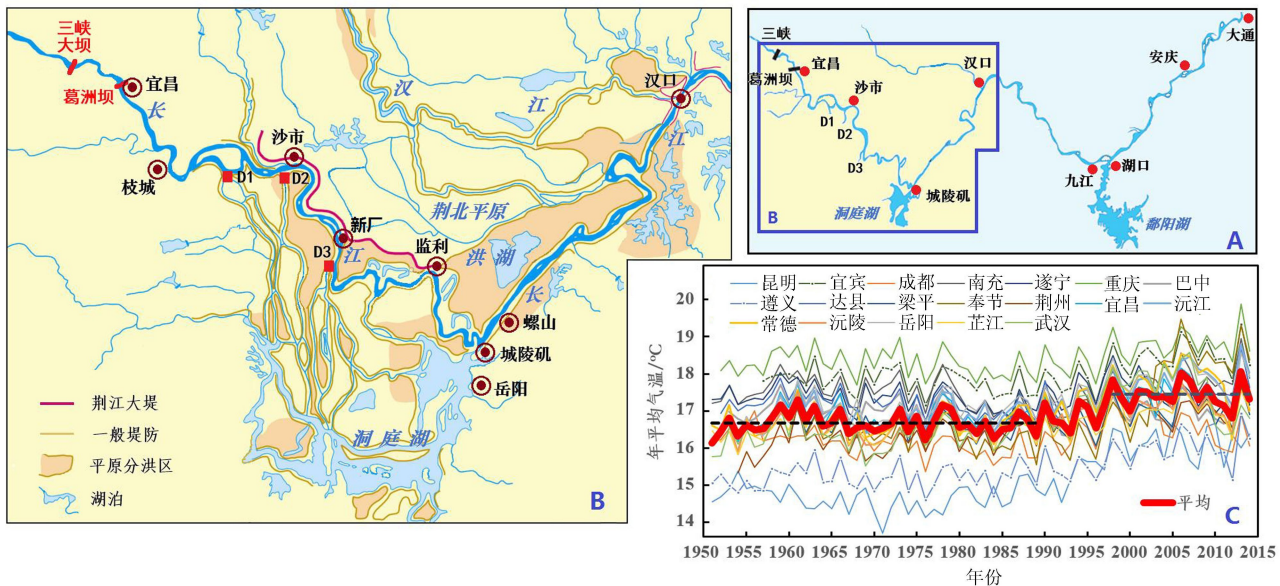 三峡
大坝
葛洲坝
宜昌
长
枝城
沙市
D1
D2
新厂
D3
江
监利
汉
江
汉口
江
荆北平原
洪湖
长
螺山
城陵矶
岳阳
洞庭湖
荆江大堤
一般堤防
平原分洪区
湖泊
B
三峡
宜昌
葛洲坝
沙市
D1
D2
D3
汉口
城陵矶
洞庭湖
B
九江
湖口
鄱阳湖
安庆
大通
A
昆明 宜宾 成都 南充 遂宁 重庆 巴中
遵义 达县 梁平 奉节 荆州 宜昌 沅江
常德 沅陵 岳阳 芷江 武汉
年平均气温/°C
20
19
18
17
16
15
14
平均
C
1950 1955 1960 1965 1970 1975 1980 1985 1990 1995 2000 2005 2010 2015
年份